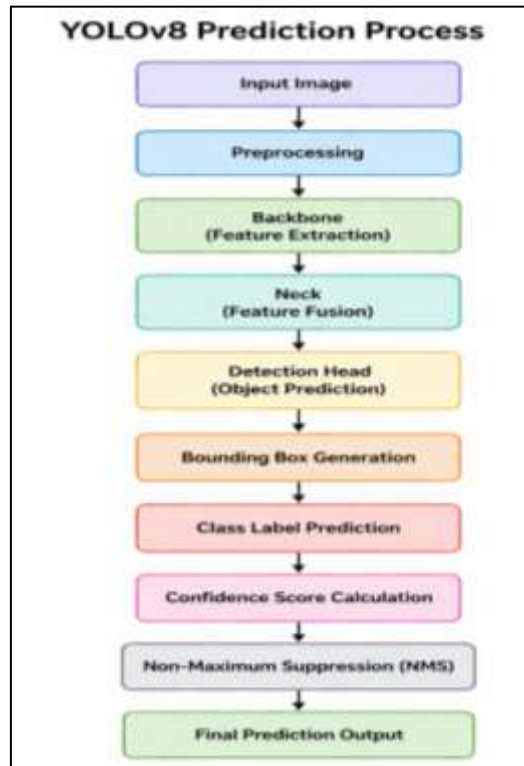 YOLOv8 Prediction Process
Input Image
Preprocessing
Backbone
(Feature Extraction)
Neck
(Feature Fusion)
Detection Head
(Object Prediction)
Bounding Box Generation
Class Label Prediction
Confidence Score Calculation
Non-Maximum Suppression (NMS)
Final Prediction Output